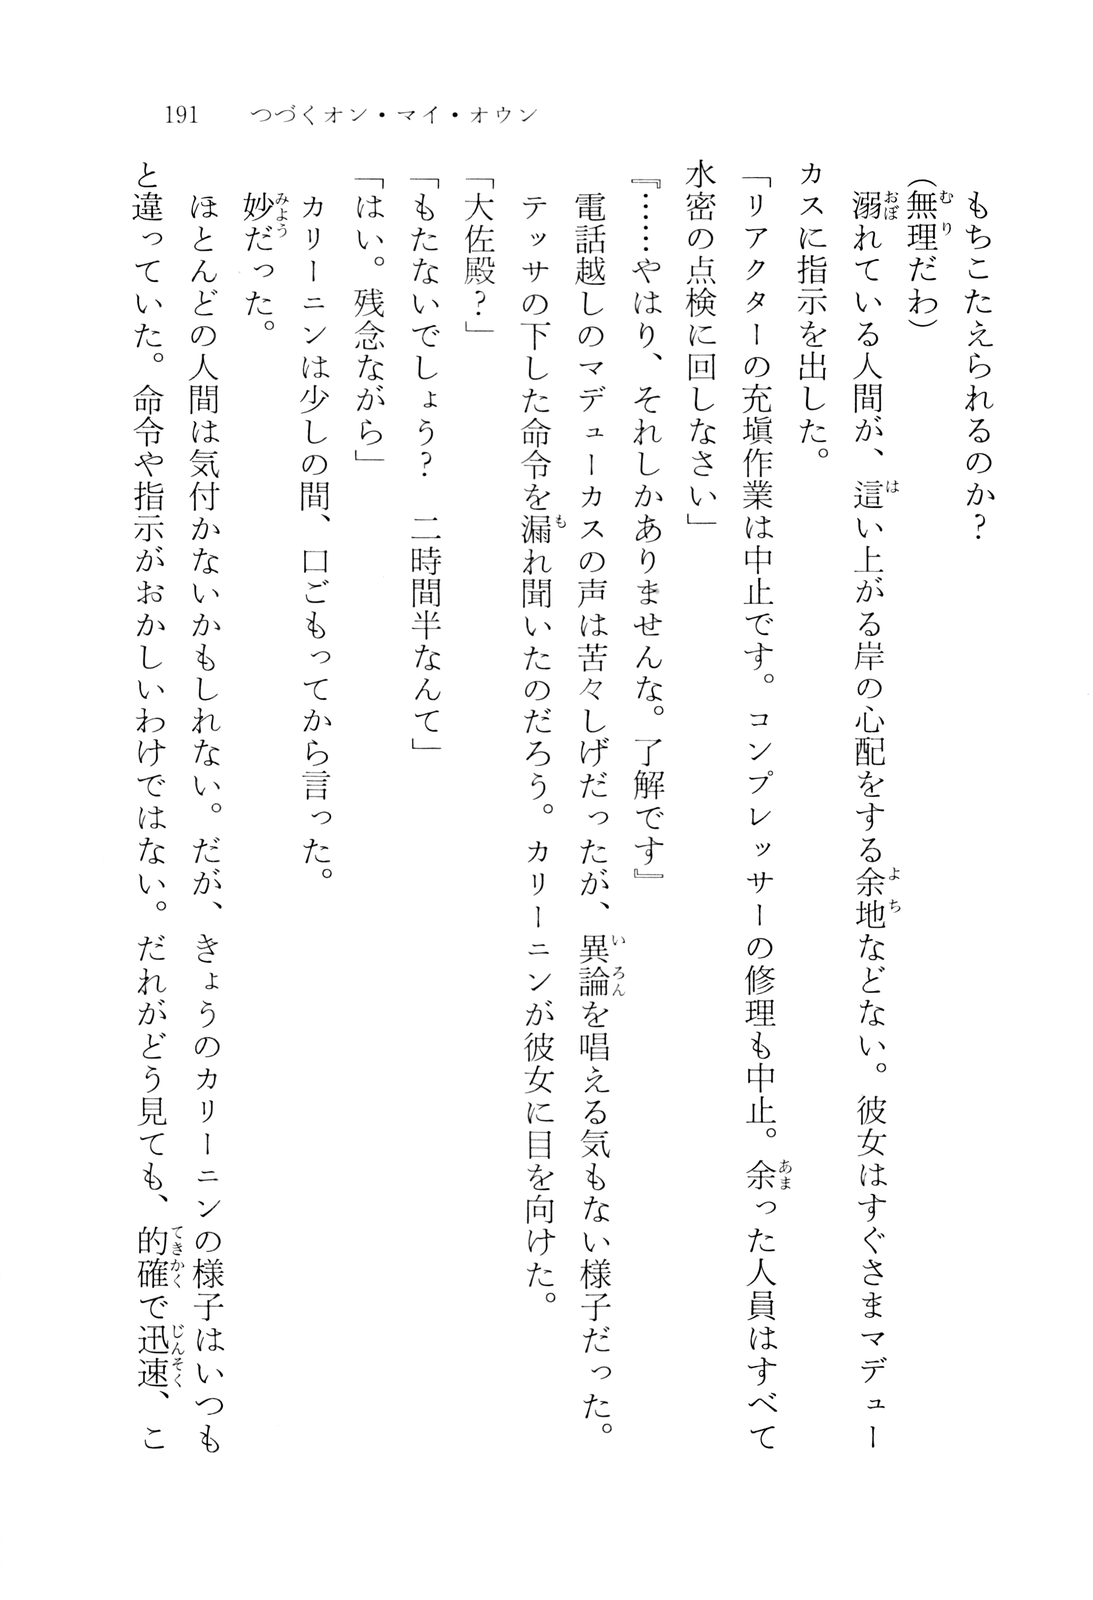 191　つづくオン・マイ・オウン
もちこたえられるのか？
（無理だわ）
溺れている人間が、這い上がる岸の心配をする余地などない。彼女はすぐさまマデュー
カスに指示を出した。
「リアクターの充塡作業は中止です。コンプレッサーの修理も中止。余った人員はすべて
水密の点検に回しなさい」
『……やはり、それしかありませんな。了解です』
電話越しのマデューカスの声は苦々しげだったが、異論を唱える気もない様子だった。
テッサの下した命令を漏れ聞いたのだろう。カリーニンが彼女に目を向けた。
「大佐殿？」
「もたないでしょう？　二時間半なんて」
「はい。残念ながら」
カリーニンは少しの間、口ごもってから言った。
妙だった。
ほとんどの人間は気付かないかもしれない。だが、きょうのカリーニンの様子はいつも
と違っていた。命令や指示がおかしいわけではない。だれがどう見ても、的確で迅速、こ